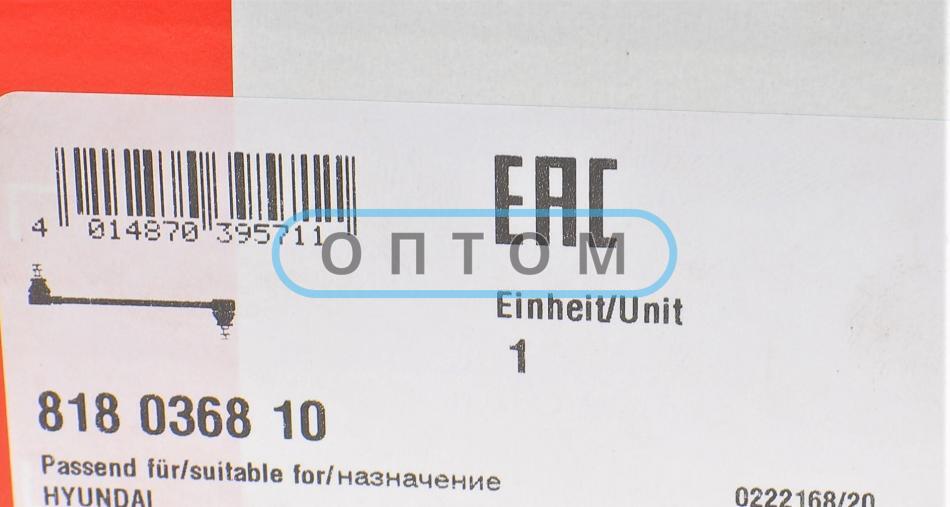 EAC
4 014870 395711
ОПТОМ
Einheit/Unit
1
818 0368 10
Passend für/suitable for/назначение
HYUNDAI
0222168/20